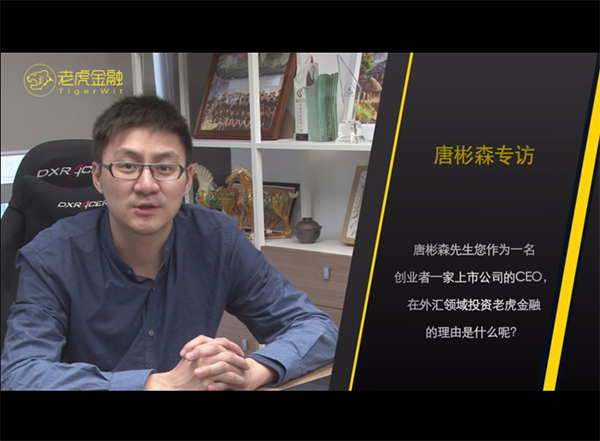 老虎金融
TigerWit
唐彬森专访
DXRACER
DXRACER
唐彬森先生您作为一名
创业者一家上市公司的CEO，
在外汇领域投资老虎金融
的理由是什么呢？